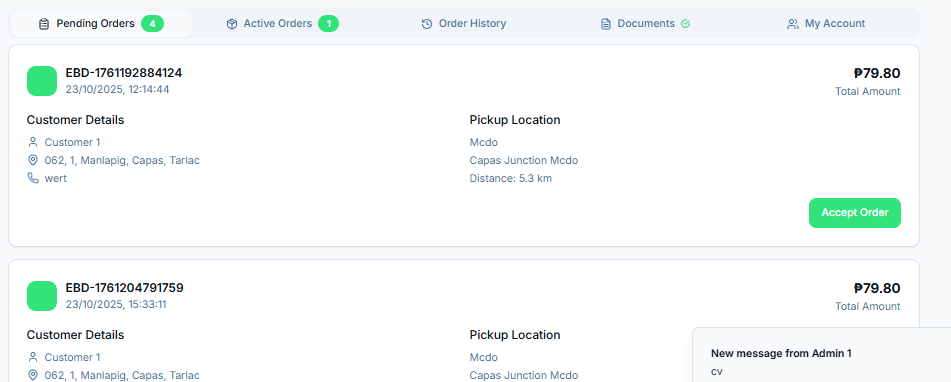 Pending Orders 4 Active Orders 1 Order History Documents My Account
EBD-1761192884124 ₱79.80
23/10/2025, 12:14:44 Total Amount
Customer Details Pickup Location
Customer 1 Mcdo
062, 1, Manlapig, Capas, Tarlac Capas Junction Mcdo
wert Distance: 5.3 km
Accept Order
EBD-1761204791759 ₱79.80
23/10/2025, 15:33:11 Total Amount
Customer Details Pickup Location
Customer 1 Mcdo
062, 1, Manlapig, Capas, Tarlac Capas Junction Mcdo
New message from Admin 1
cv